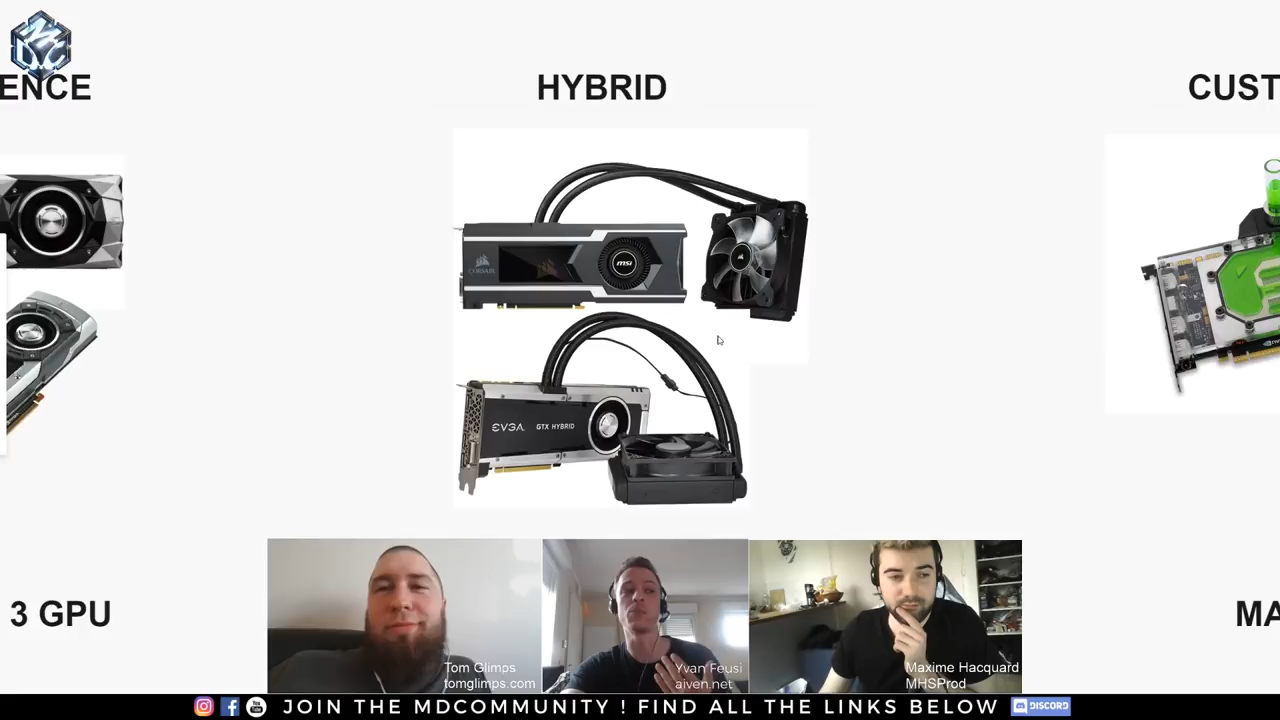 ENCE
HYBRID
CUST
CORSAIR
msi
EVGA. GTX HYBRID
3 GPU
MA
Tom Glimps
tomglimps.com
Yvan Feusi
aiven.net
Maxime Hacquard
MHSProd
JOIN THE MDCOMMUNITY ! FIND ALL THE LINKS BELOW
DISCORD